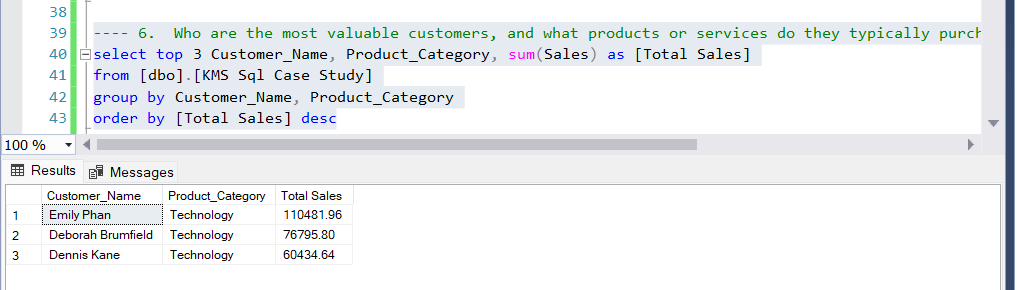 38
39 ---- 6.  Who are the most valuable customers, and what products or services do they typically purch
40 select top 3 Customer_Name, Product_Category, sum(Sales) as [Total Sales]
41 from [dbo].[KMS Sql Case Study]
42 group by Customer_Name, Product_Category
43 order by [Total Sales] desc
100 %
Results Messages
Customer_Name Product_Category Total Sales
1 Emily Phan Technology 110481.96
2 Deborah Brumfield Technology 76795.80
3 Dennis Kane Technology 60434.64